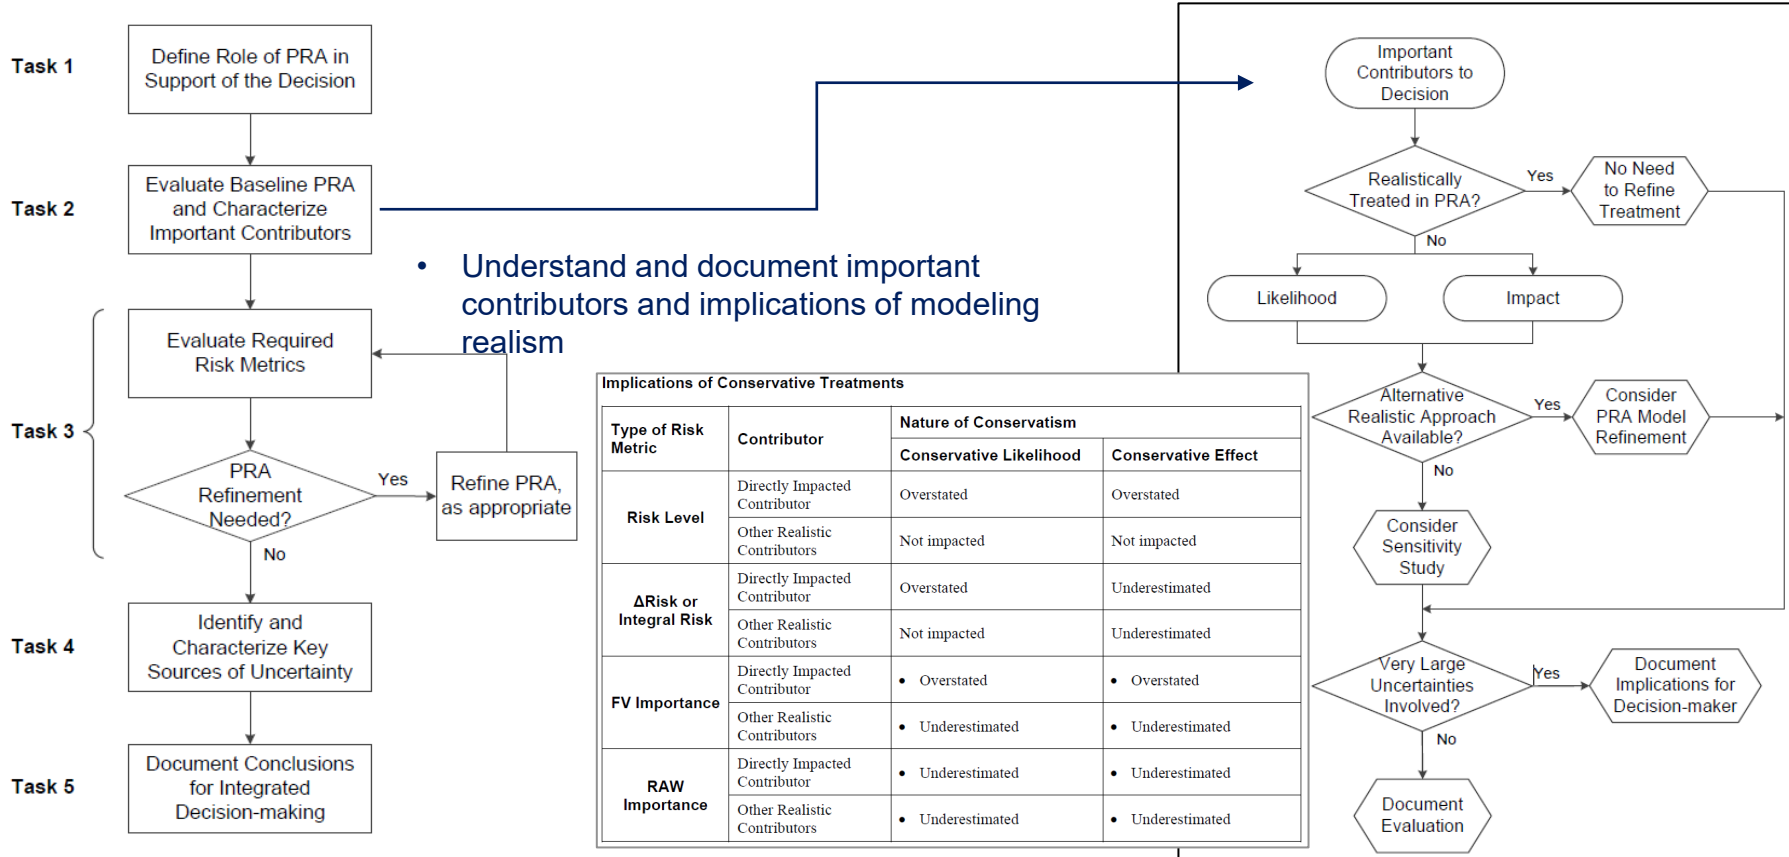 Task 1
Define Role of PRA in
Support of the Decision
Task 2
Evaluate Baseline PRA
and Characterize
Important Contributors
• Understand and document important
contributors and implications of modeling
realism
Task 3
Evaluate Required
Risk Metrics
PRA
Refinement
Needed?
Yes
Refine PRA,
as appropriate
No
Task 4
Identify and
Characterize Key
Sources of Uncertainty
Task 5
Document Conclusions
for Integrated
Decision-making
Implications of Conservative Treatments
Type of Risk
Metric
Contributor
Nature of Conservatism
Conservative Likelihood
Conservative Effect
Risk Level
Directly Impacted
Contributor
Overstated
Overstated
Other Realistic
Contributors
Not impacted
Not impacted
ΔRisk or
Integral Risk
Directly Impacted
Contributor
Overstated
Underestimated
Other Realistic
Contributors
Not impacted
Underestimated
FV Importance
Directly Impacted
Contributor
• Overstated
• Overstated
Other Realistic
Contributors
• Underestimated
• Underestimated
RAW
Importance
Directly Impacted
Contributor
• Underestimated
• Underestimated
Other Realistic
Contributors
• Underestimated
• Underestimated
Important
Contributors to
Decision
Realistically
Treated in PRA?
Yes
No Need
to Refine
Treatment
No
Likelihood
Impact
Alternative
Realistic Approach
Available?
Yes
Consider
PRA Model
Refinement
No
Consider
Sensitivity
Study
Very Large
Uncertainties
Involved?
Yes
Document
Implications for
Decision-maker
No
Document
Evaluation